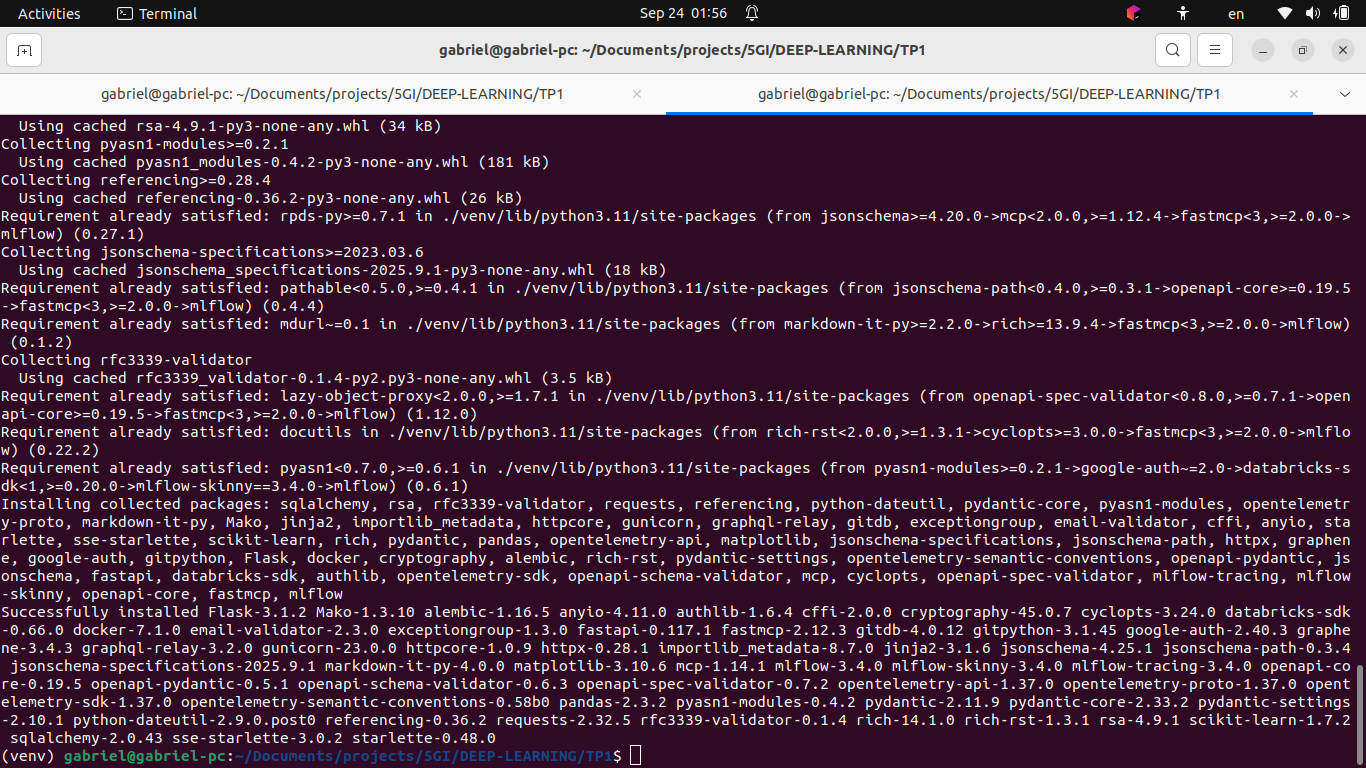 Activities Terminal Sep 24 01:56 en
gabriel@gabriel-pc: ~/Documents/projects/5GI/DEEP-LEARNING/TP1
gabriel@gabriel-pc: ~/Documents/projects/5GI/DEEP-LEARNING/TP1 gabriel@gabriel-pc: ~/Documents/projects/5GI/DEEP-LEARNING/TP1
  Using cached rsa-4.9.1-py3-none-any.whl (34 kB)
Collecting pyasn1-modules>=0.2.1
  Using cached pyasn1_modules-0.4.2-py3-none-any.whl (181 kB)
Collecting referencing>=0.28.4
  Using cached referencing-0.36.2-py3-none-any.whl (26 kB)
Requirement already satisfied: rpds-py>=0.7.1 in ./venv/lib/python3.11/site-packages (from jsonschema>=4.20.0->mcp<2.0.0,>=1.12.4->fastmcp<3,>=2.0.0->
mlflow) (0.27.1)
Collecting jsonschema-specifications>=2023.03.6
  Using cached jsonschema_specifications-2025.9.1-py3-none-any.whl (18 kB)
Requirement already satisfied: pathable<0.5.0,>=0.4.1 in ./venv/lib/python3.11/site-packages (from jsonschema-path<0.4.0,>=0.3.1->openapi-core>=0.19.5
->fastmcp<3,>=2.0.0->mlflow) (0.4.4)
Requirement already satisfied: mdurl~=0.1 in ./venv/lib/python3.11/site-packages (from markdown-it-py>=2.2.0->rich>=13.9.4->fastmcp<3,>=2.0.0->mlflow)
 (0.1.2)
Collecting rfc3339-validator
  Using cached rfc3339_validator-0.1.4-py2.py3-none-any.whl (3.5 kB)
Requirement already satisfied: lazy-object-proxy<2.0.0,>=1.7.1 in ./venv/lib/python3.11/site-packages (from openapi-spec-validator<0.8.0,>=0.7.1->open
api-core>=0.19.5->fastmcp<3,>=2.0.0->mlflow) (1.12.0)
Requirement already satisfied: docutils in ./venv/lib/python3.11/site-packages (from rich-rst<2.0.0,>=1.3.1->cyclopts>=3.0.0->fastmcp<3,>=2.0.0->mlflo
w) (0.22.2)
Requirement already satisfied: pyasn1<0.7.0,>=0.6.1 in ./venv/lib/python3.11/site-packages (from pyasn1-modules>=0.2.1->google-auth~=2.0->databricks-s
dk<1,>=0.20.0->mlflow-skinny==3.4.0->mlflow) (0.6.1)
Installing collected packages: sqlalchemy, rsa, rfc3339-validator, requests, referencing, python-dateutil, pydantic-core, pyasn1-modules, opentelemetr
y-proto, markdown-it-py, Mako, jinja2, importlib_metadata, httpcore, gunicorn, graphql-relay, gitdb, exceptiongroup, email-validator, cffi, anyio, sta
rlette, sse-starlette, scikit-learn, rich, pydantic, pandas, opentelemetry-api, matplotlib, jsonschema-specifications, jsonschema-path, httpx, graphen
e, google-auth, gitpython, Flask, docker, cryptography, alembic, rich-rst, pydantic-settings, opentelemetry-semantic-conventions, openapi-pydantic, js
onschema, fastapi, databricks-sdk, authlib, opentelemetry-sdk, openapi-schema-validator, mcp, cyclopts, openapi-spec-validator, mlflow-tracing, mlflow
-skinny, openapi-core, fastmcp, mlflow
Successfully installed Flask-3.1.2 Mako-1.3.10 alembic-1.16.5 anyio-4.11.0 authlib-1.6.4 cffi-2.0.0 cryptography-45.0.7 cyclopts-3.24.0 databricks-sdk
-0.66.0 docker-7.1.0 email-validator-2.3.0 exceptiongroup-1.3.0 fastapi-0.117.1 fastmcp-2.12.3 gitdb-4.0.12 gitpython-3.1.45 google-auth-2.40.3 graphe
ne-3.4.3 graphql-relay-3.2.0 gunicorn-23.0.0 httpcore-1.0.9 httpx-0.28.1 importlib_metadata-8.7.0 jinja2-3.1.6 jsonschema-4.25.1 jsonschema-path-0.3.4
 jsonschema-specifications-2025.9.1 markdown-it-py-4.0.0 matplotlib-3.10.6 mcp-1.14.1 mlflow-3.4.0 mlflow-skinny-3.4.0 mlflow-tracing-3.4.0 openapi-co
re-0.19.5 openapi-pydantic-0.5.1 openapi-schema-validator-0.6.3 openapi-spec-validator-0.7.2 opentelemetry-api-1.37.0 opentelemetry-proto-1.37.0 opent
elemetry-sdk-1.37.0 opentelemetry-semantic-conventions-0.58b0 pandas-2.3.2 pyasn1-modules-0.4.2 pydantic-2.11.9 pydantic-core-2.33.2 pydantic-settings
-2.10.1 python-dateutil-2.9.0.post0 referencing-0.36.2 requests-2.32.5 rfc3339-validator-0.1.4 rich-14.1.0 rich-rst-1.3.1 rsa-4.9.1 scikit-learn-1.7.2
 sqlalchemy-2.0.43 sse-starlette-3.0.2 starlette-0.48.0
(venv) gabriel@gabriel-pc:~/Documents/projects/5GI/DEEP-LEARNING/TP1$